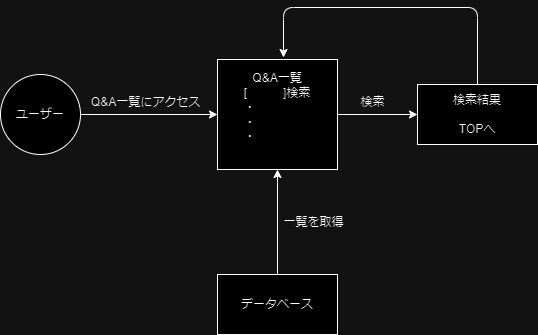 ユーザー
Q&A一覧にアクセス
Q&A一覧
[　　　]検索
・
・
・
検索
検索結果
TOPへ
一覧を取得
データベース